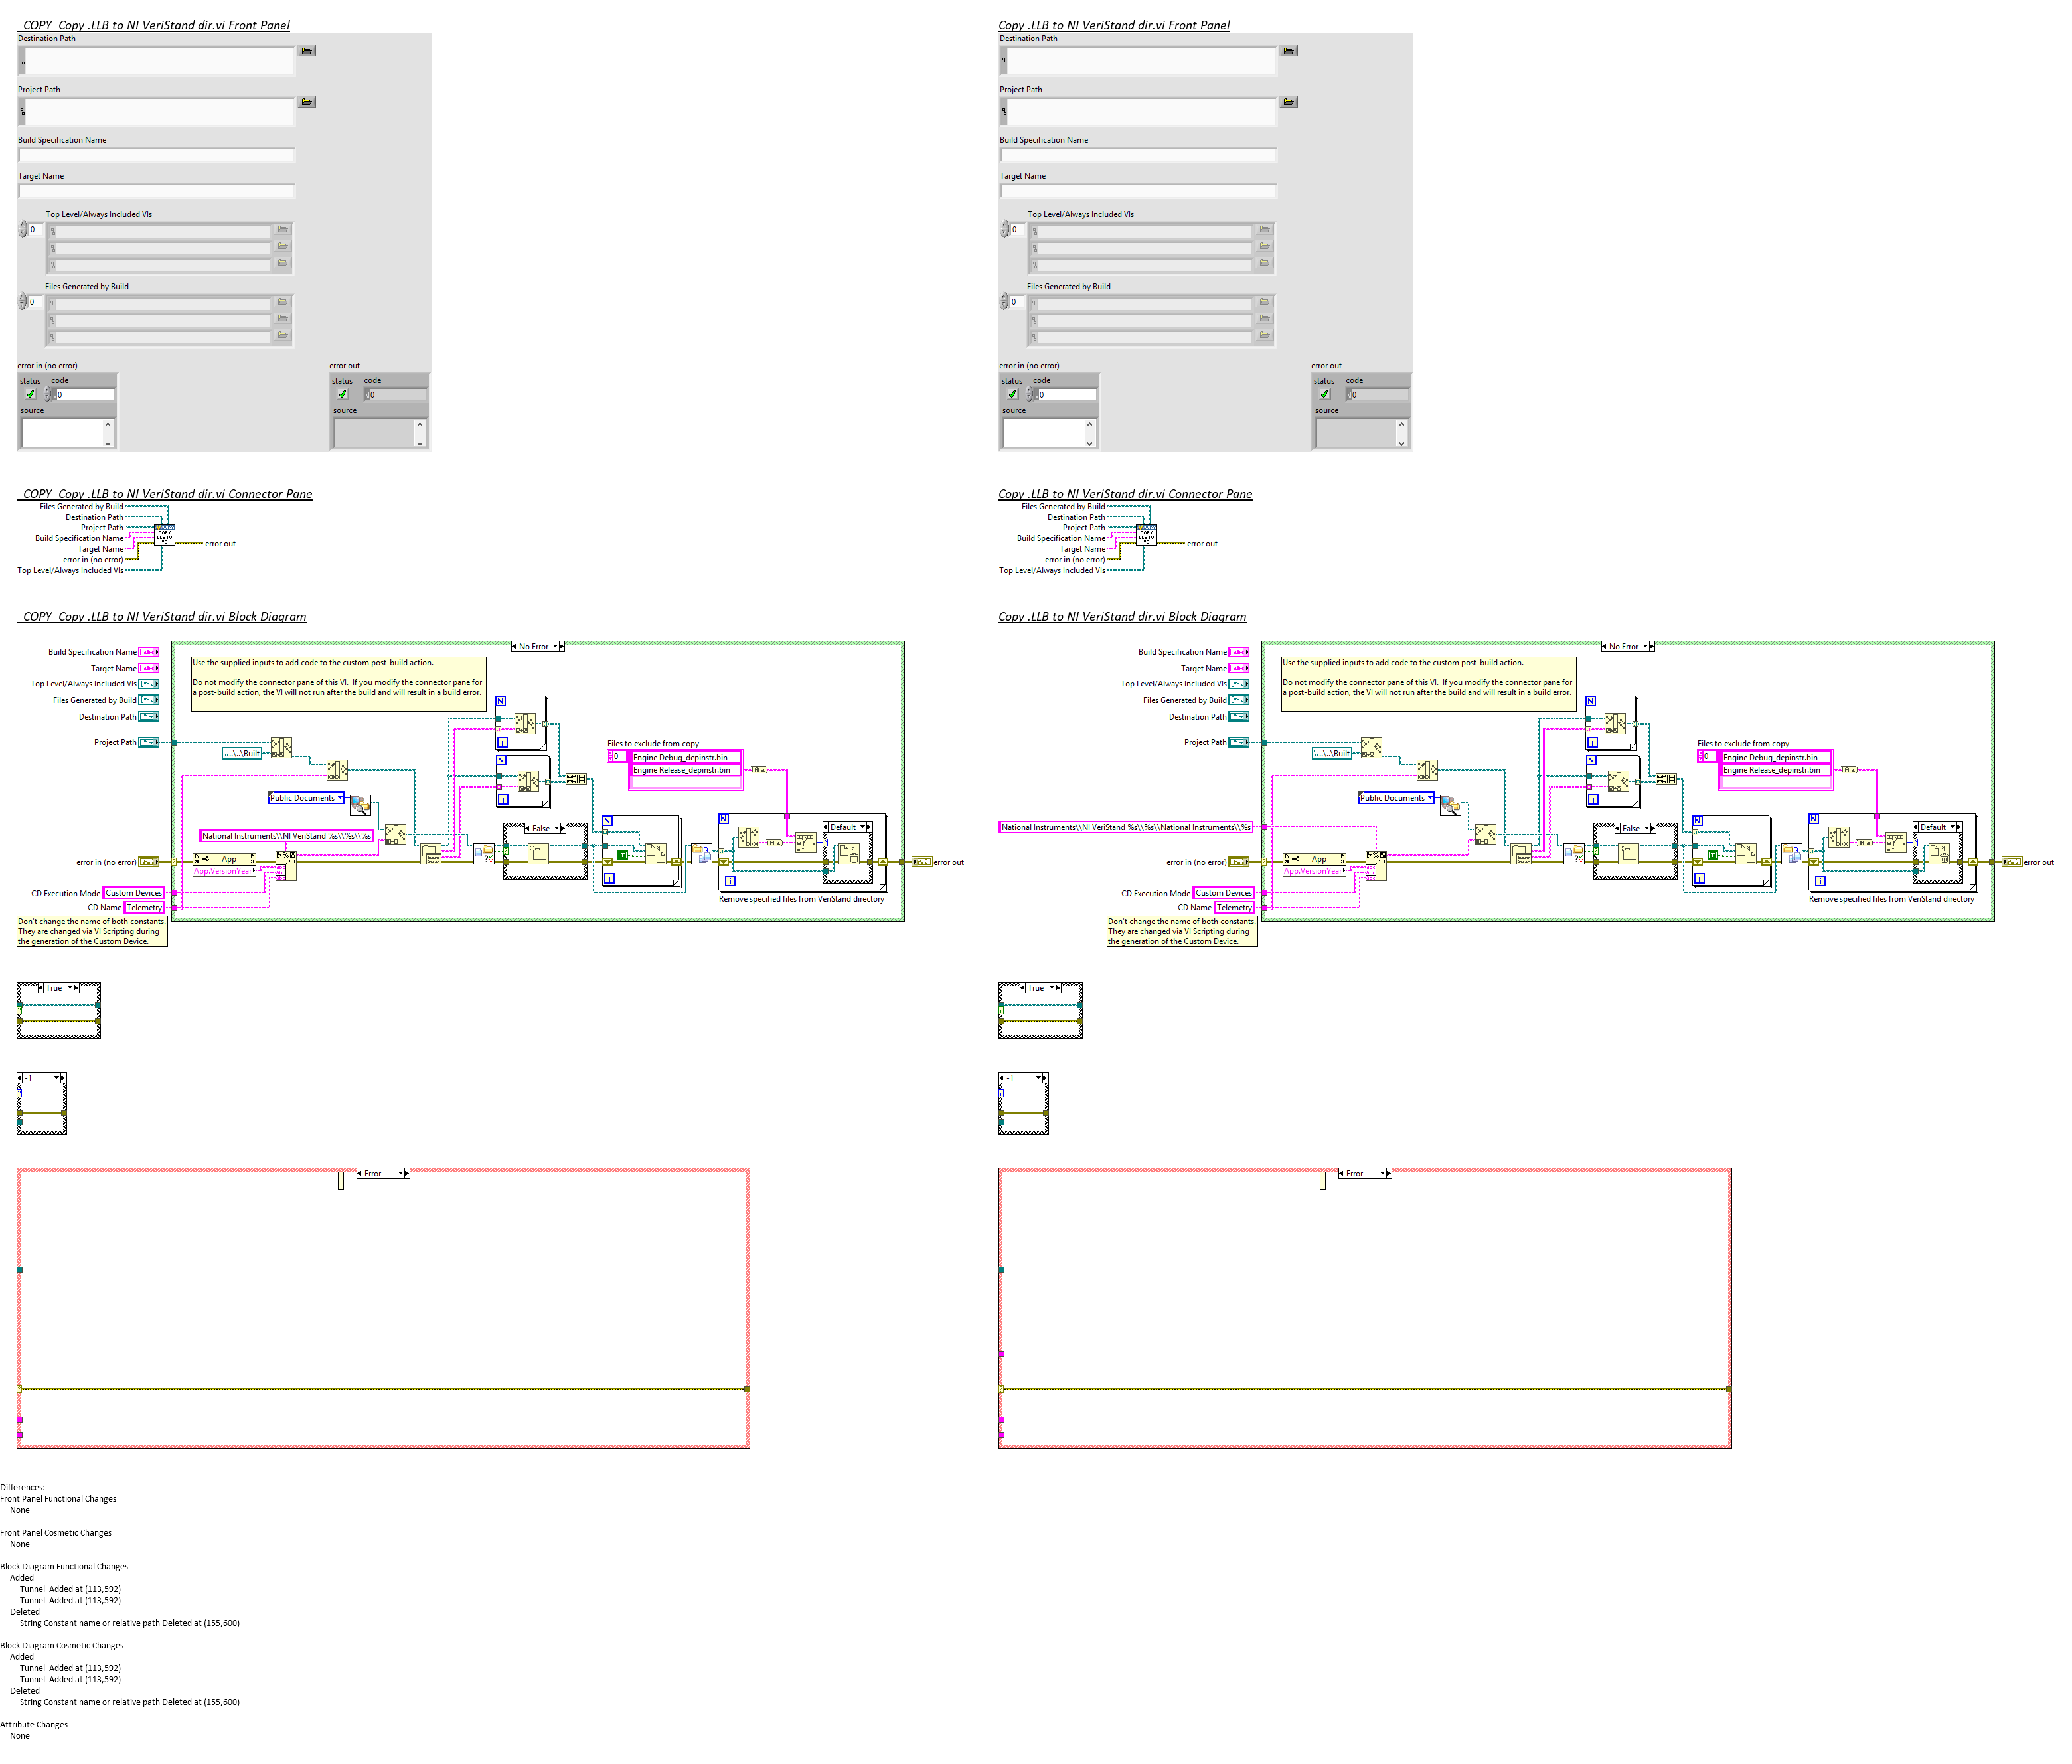 _COPY_Copy .LLB to NI VeriStand dir.vi Front Panel
Destination Path
Project Path
Build Specification Name
Target Name
Top Level/Always Included VIs
0
Files Generated by Build
0
error in (no error)
status code
0
source
error out
status code
0
source
_COPY_Copy .LLB to NI VeriStand dir.vi Connector Pane
Files Generated by Build
Destination Path
Project Path
Build Specification Name
Target Name
error in (no error)
Top Level/Always Included VIs
COPY
LLB TO
VS
error out
_COPY_Copy .LLB to NI VeriStand dir.vi Block Diagram
No Error
Build Specification Name
Target Name
Top Level/Always Included VIs
Files Generated by Build
Destination Path
Project Path
Use the supplied inputs to add code to the custom post-build action.
Do not modify the connector pane of this VI. If you modify the connector pane for
a post-build action, the VI will not run after the build and will result in a build error.
..\..\Built
Public Documents
National Instruments\\NI VeriStand %s\\%s\\%s
Files to exclude from copy
0
Engine Debug_depinstr.bin
Engine Release_depinstr.bin
False
Default
error in (no error)
App
App.VersionYear
error out
CD Execution Mode
Custom Devices
CD Name
Telemetry
Remove specified files from VeriStand directory
Don't change the name of both constants.
They are changed via VI Scripting during
the generation of the Custom Device.
True
-1
Error
Copy .LLB to NI VeriStand dir.vi Front Panel
Destination Path
Project Path
Build Specification Name
Target Name
Top Level/Always Included VIs
0
Files Generated by Build
0
error in (no error)
status code
0
source
error out
status code
0
source
Copy .LLB to NI VeriStand dir.vi Connector Pane
Files Generated by Build
Destination Path
Project Path
Build Specification Name
Target Name
error in (no error)
Top Level/Always Included VIs
COPY
LLB TO
VS
error out
Copy .LLB to NI VeriStand dir.vi Block Diagram
No Error
Build Specification Name
Target Name
Top Level/Always Included VIs
Files Generated by Build
Destination Path
Project Path
Use the supplied inputs to add code to the custom post-build action.
Do not modify the connector pane of this VI. If you modify the connector pane for
a post-build action, the VI will not run after the build and will result in a build error.
..\..\Built
Public Documents
National Instruments\\NI VeriStand %s\\%s\\National Instruments\\%s
Files to exclude from copy
0
Engine Debug_depinstr.bin
Engine Release_depinstr.bin
False
Default
error in (no error)
App
App.VersionYear
error out
CD Execution Mode
Custom Devices
CD Name
Telemetry
Remove specified files from VeriStand directory
Don't change the name of both constants.
They are changed via VI Scripting during
the generation of the Custom Device.
True
-1
Error
Differences:
Front Panel Functional Changes
None
Front Panel Cosmetic Changes
None
Block Diagram Functional Changes
Added
Tunnel Added at (113,592)
Tunnel Added at (113,592)
Deleted
String Constant name or relative path Deleted at (155,600)
Block Diagram Cosmetic Changes
Added
Tunnel Added at (113,592)
Tunnel Added at (113,592)
Deleted
String Constant name or relative path Deleted at (155,600)
Attribute Changes
None